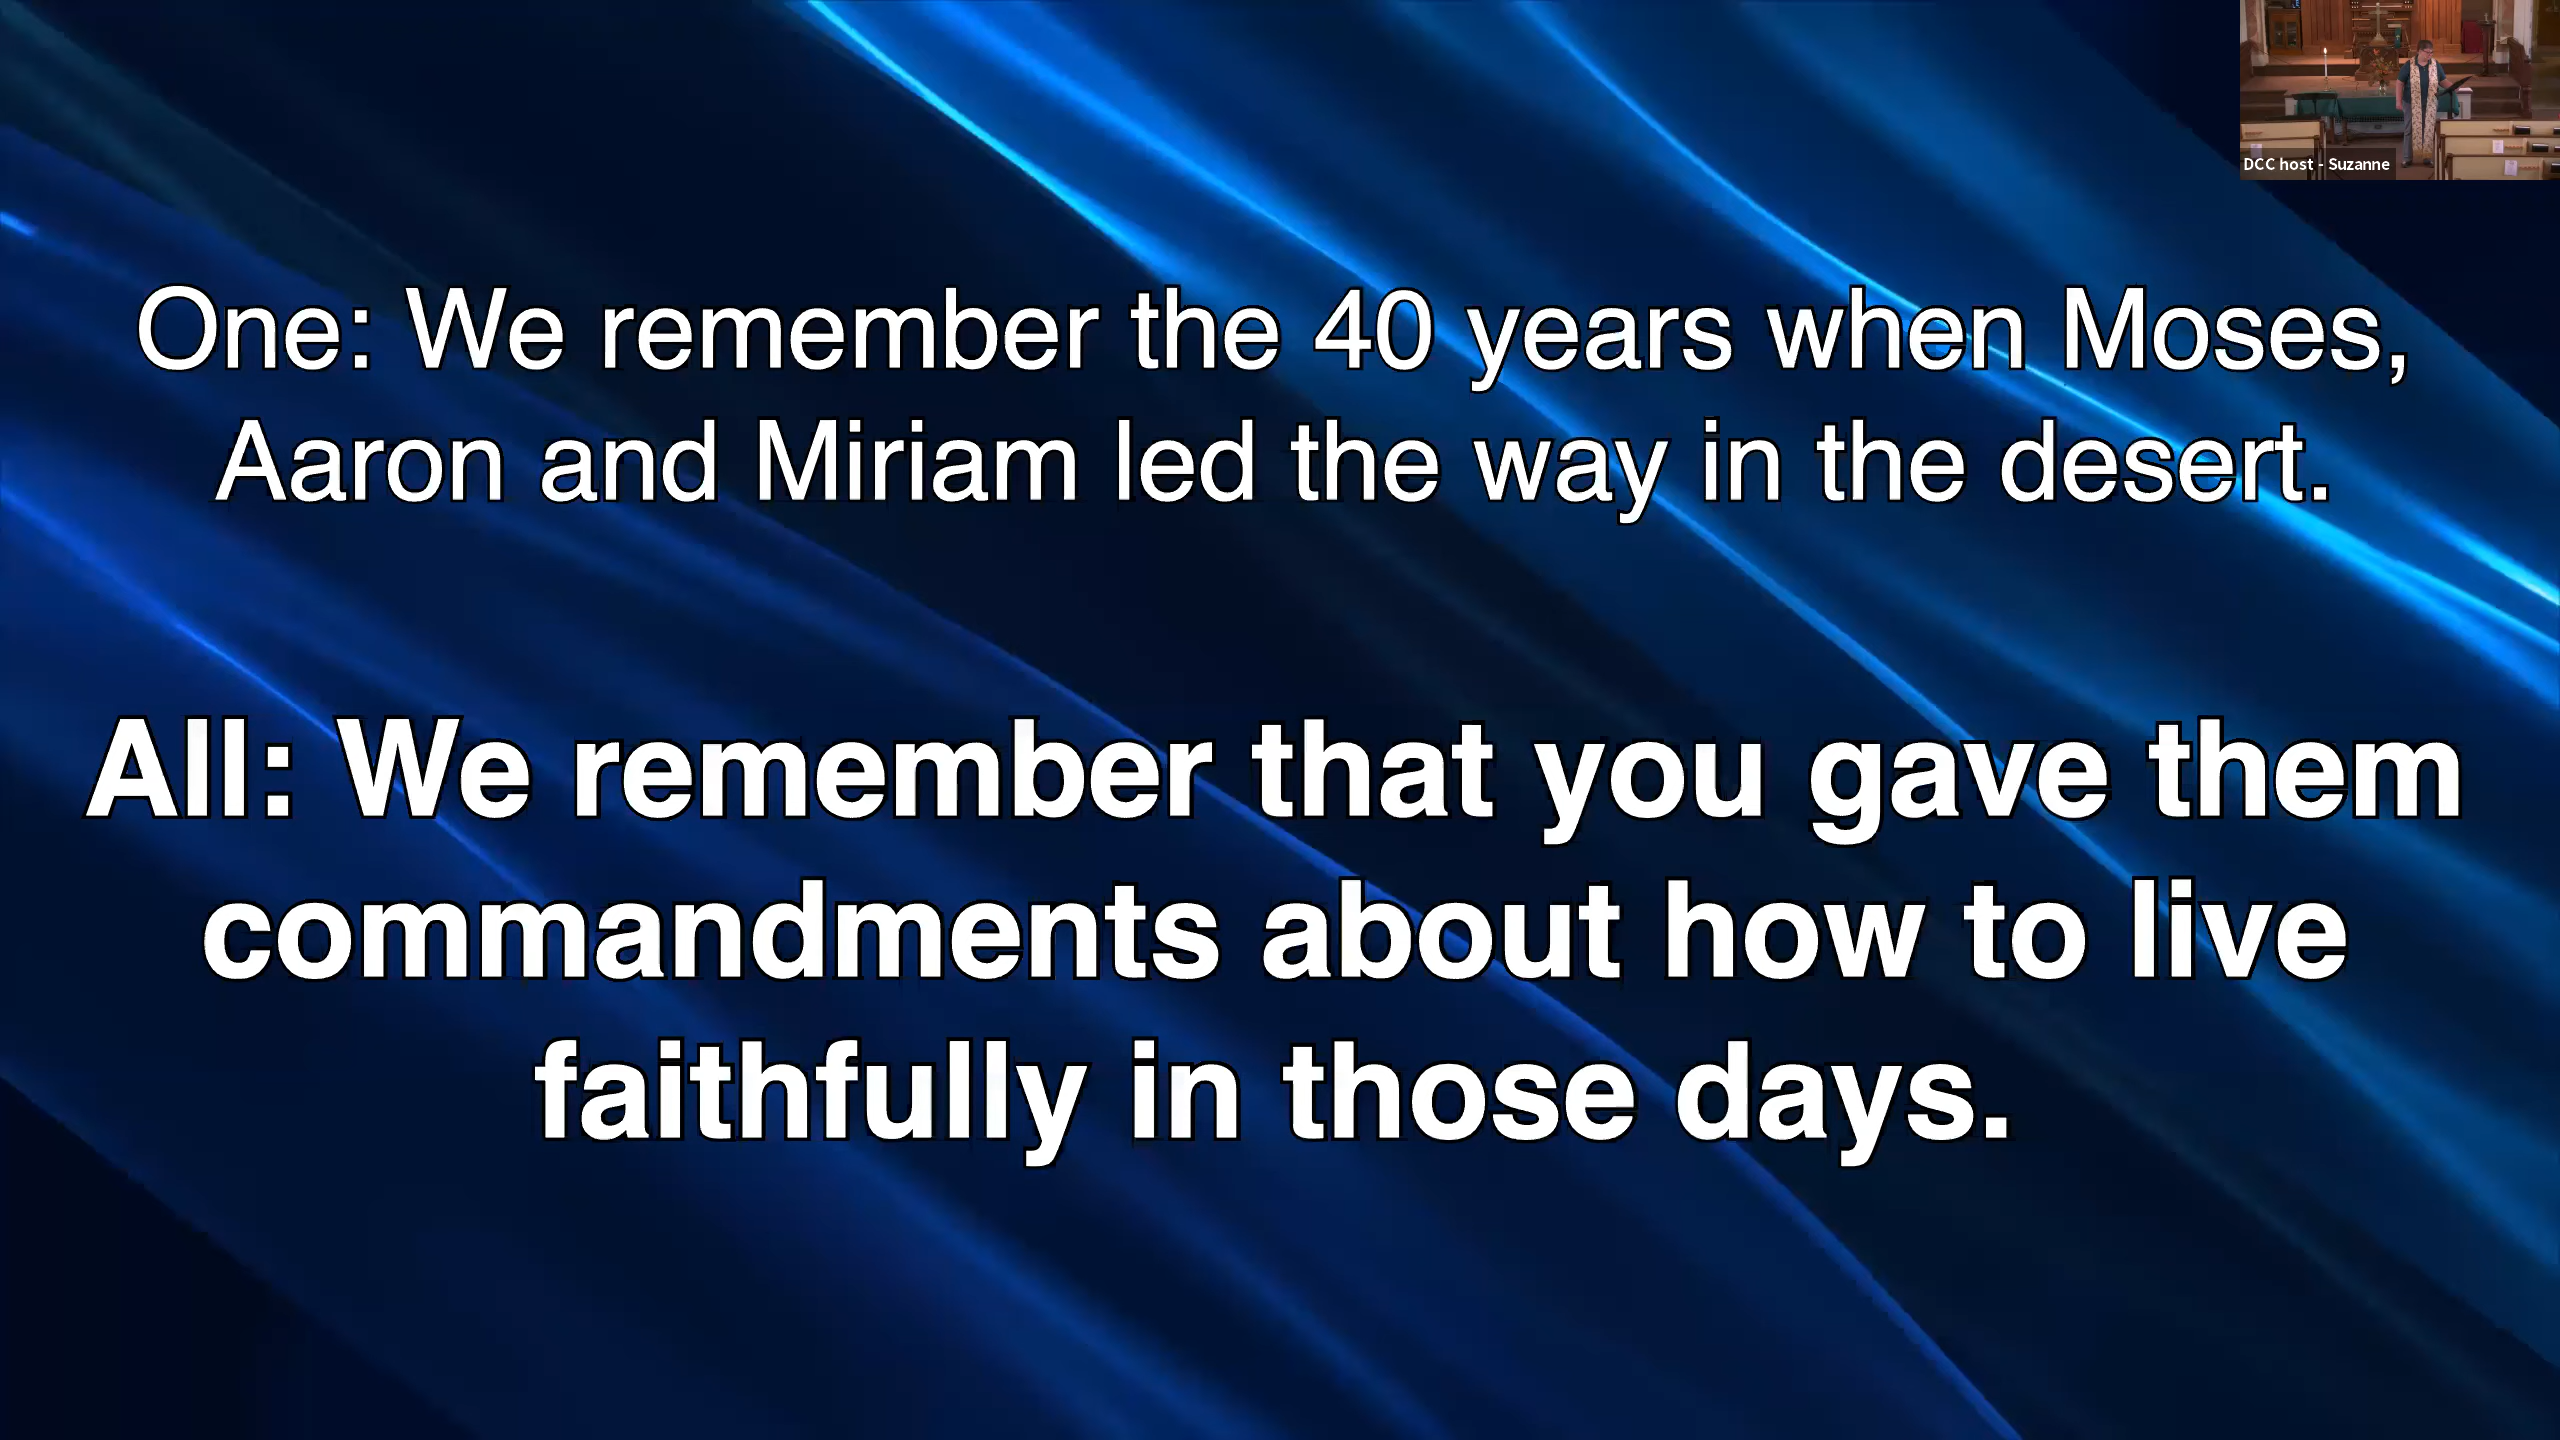 DCC host - Suzanne
One: We remember the 40 years when Moses,
Aaron and Miriam led the way in the desert.
All: We remember that you gave them
commandments about how to live
faithfully in those days.